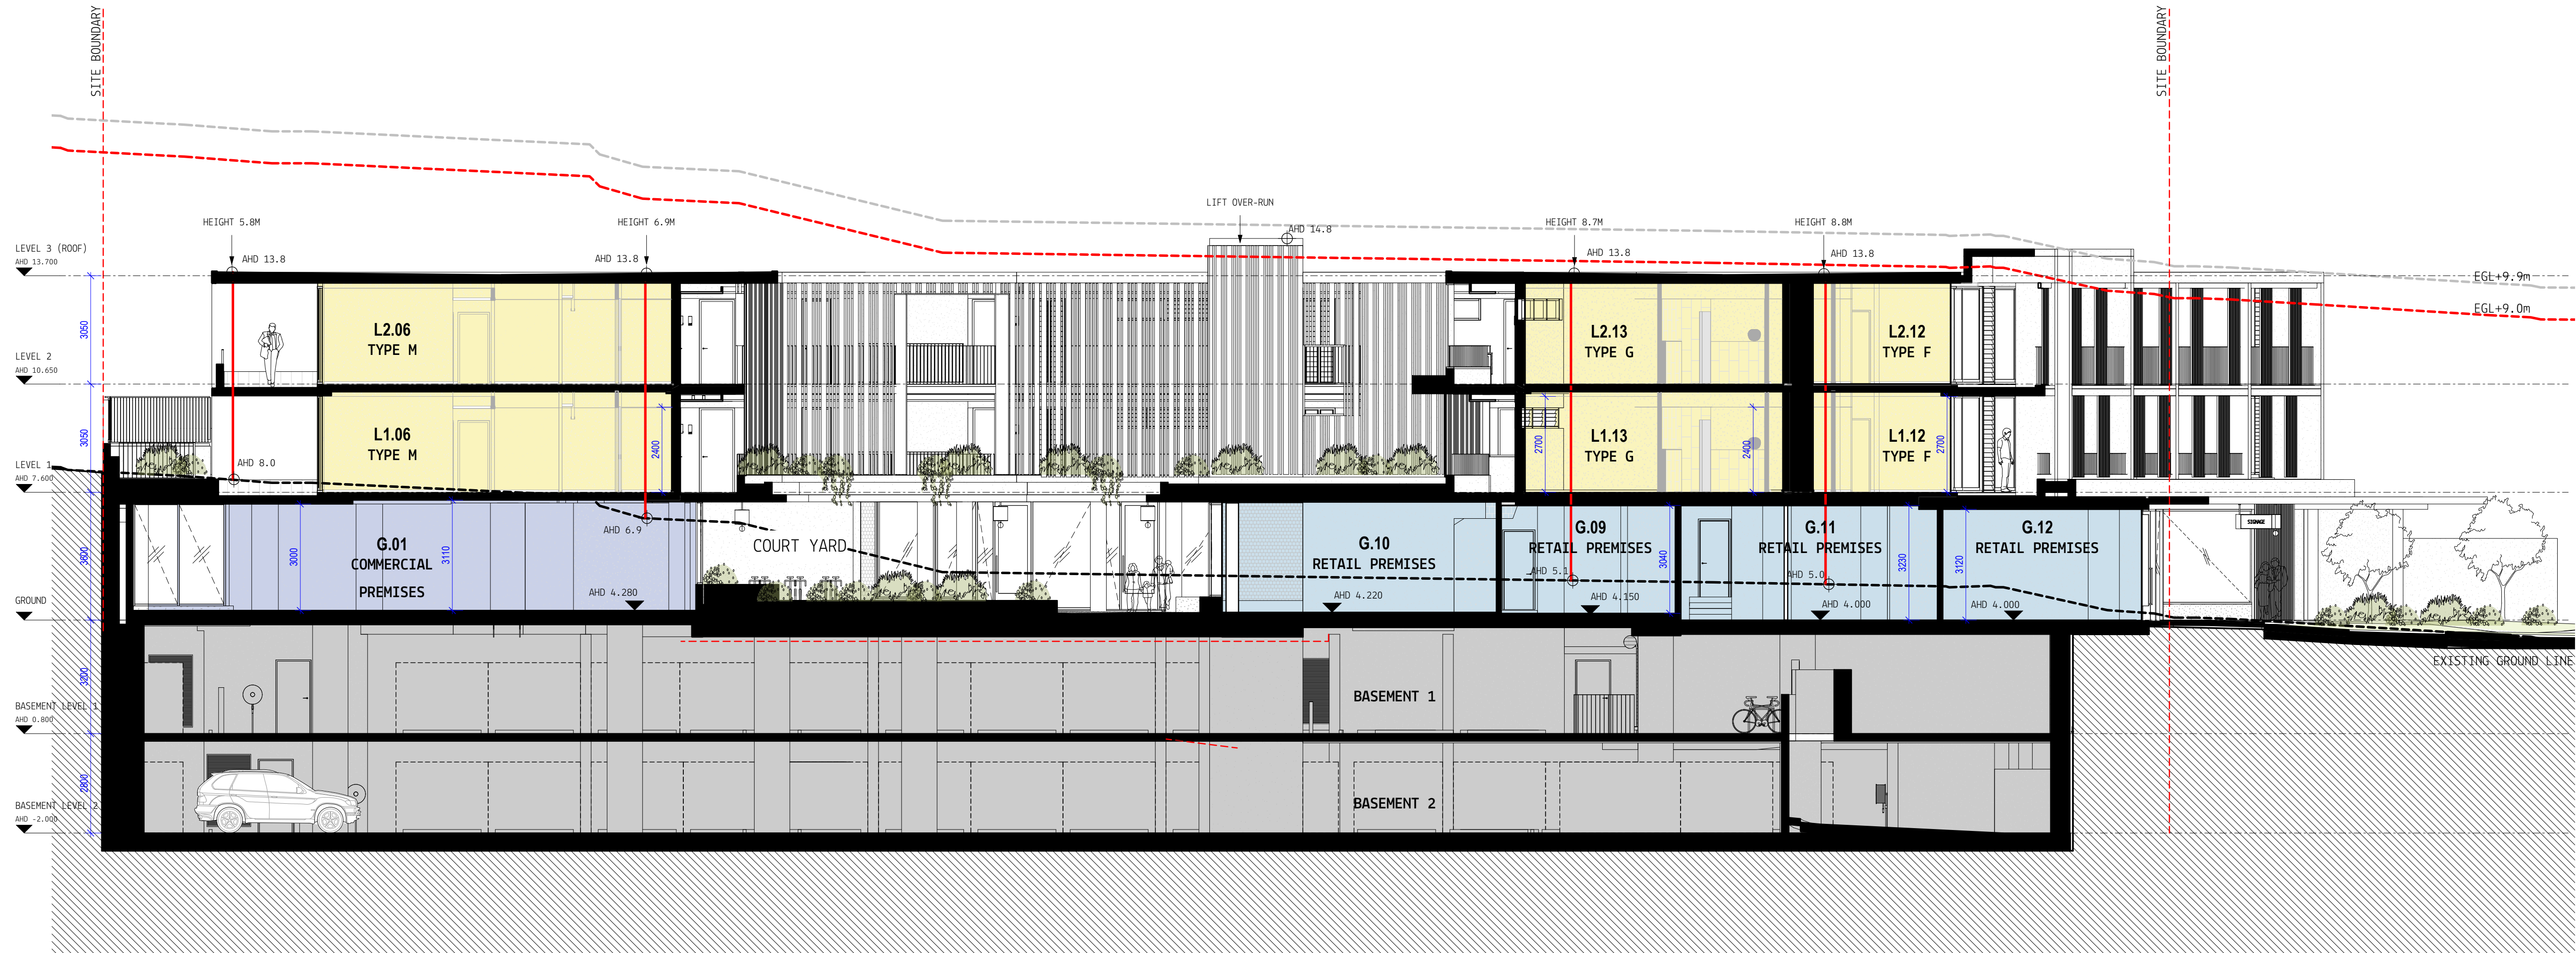 SITE BOUNDARY
SITE BOUNDARY
LIFT OVER-RUN
HEIGHT 5.8M
HEIGHT 6.9M
HEIGHT 8.7M
HEIGHT 8.8M
AHD 14.8
LEVEL 3 (ROOF)
AHD 13.700
AHD 13.8
AHD 13.8
AHD 13.8
AHD 13.8
EGL+9.9m
EGL+9.0m
3050
L2.06
TYPE M
L2.13
TYPE G
L2.12
TYPE F
LEVEL 2
AHD 10.650
3050
L1.06
TYPE M
2400
2700
L1.13
TYPE G
2400
L1.12
TYPE F
2700
LEVEL 1
AHD 7.600
AHD 8.0
AHD 6.9
3600
3000
G.01
COMMERCIAL
PREMISES
3110
COURT YARD
G.10
RETAIL PREMISES
G.09
RETAIL PREMISES
3040
G.11
RETAIL PREMISES
3230
3120
G.12
RETAIL PREMISES
SIGNAGE
AHD 5.1
AHD 5.0
GROUND
AHD 4.280
AHD 4.220
AHD 4.150
AHD 4.000
AHD 4.000
EXISTING GROUND LINE
3200
BASEMENT 1
BASEMENT LEVEL 1
AHD 0.800
2800
BASEMENT 2
BASEMENT LEVEL 2
AHD -2.000